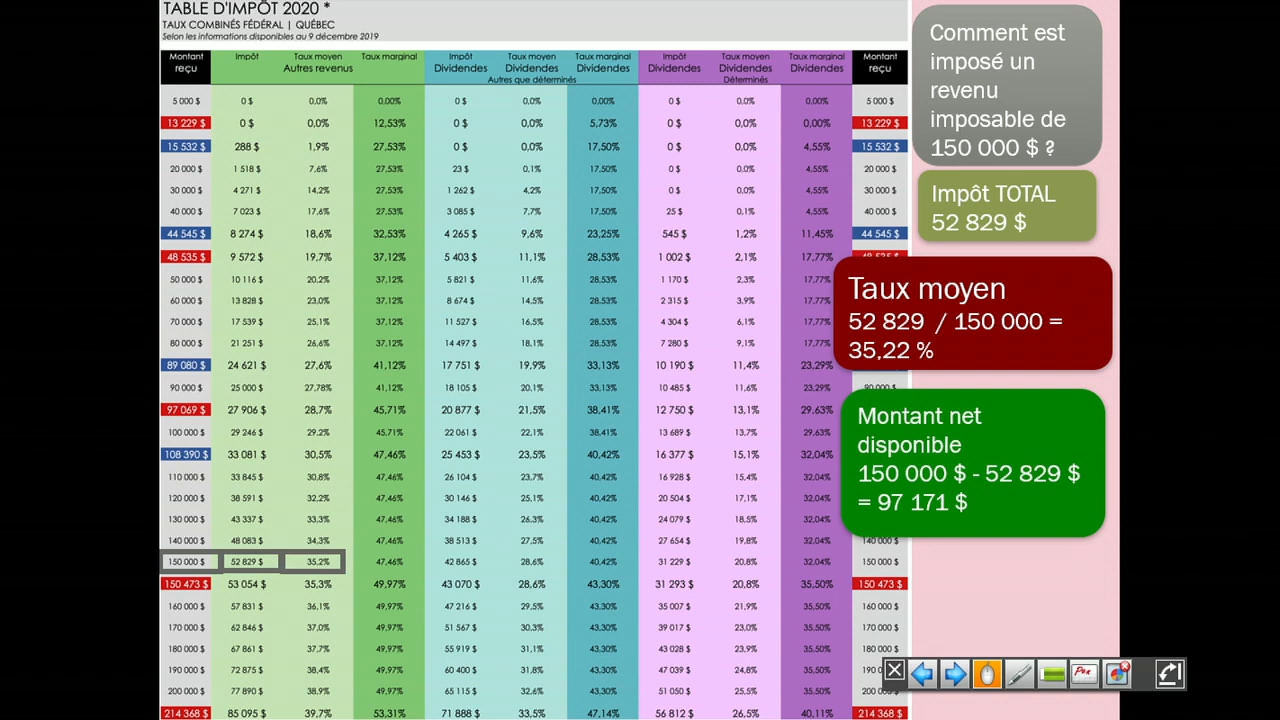 TABLE D'IMPÔT 2020 *
TAUX COMBINÉS FÉDÉRAL | QUÉBEC
Selon les informations disponibles au 9 décembre 2019
Montant reçu Impôt Taux moyen Taux marginal Impôt Taux moyen Taux marginal Impôt Taux moyen Taux marginal Montant reçu
Autres revenus Dividendes Dividendes Dividendes Dividendes Dividendes Dividendes
Autres que déterminés Déterminés
5 000 $ 0 $ 0,0% 0,00% 0 $ 0,0% 0,00% 0 $ 0,0% 0,00% 5 000 $
13 229 $ 0 $ 0,0% 12,53% 0 $ 0,0% 5,73% 0 $ 0,0% 0,00% 13 229 $
15 532 $ 288 $ 1,9% 27,53% 0 $ 0,0% 17,50% 0 $ 0,0% 4,55% 15 532 $
20 000 $ 1 518 $ 7,6% 27,53% 23 $ 0,1% 17,50% 0 $ 0,0% 4,55% 20 000 $
30 000 $ 4 271 $ 14,2% 27,53% 1 262 $ 4,2% 17,50% 0 $ 0,0% 4,55% 30 000 $
40 000 $ 7 023 $ 17,6% 27,53% 3 085 $ 7,7% 17,50% 25 $ 0,1% 4,55% 40 000 $
44 545 $ 8 274 $ 18,6% 32,53% 4 265 $ 9,6% 23,25% 545 $ 1,2% 11,45% 44 545 $
48 535 $ 9 572 $ 19,7% 37,12% 5 403 $ 11,1% 28,53% 1 002 $ 2,1% 17,77%
50 000 $ 10 116 $ 20,2% 37,12% 5 821 $ 11,6% 28,53% 1 170 $ 2,3% 17,77%
60 000 $ 13 828 $ 23,0% 37,12% 8 674 $ 14,5% 28,53% 2 315 $ 3,9% 17,77%
70 000 $ 17 539 $ 25,1% 37,12% 11 527 $ 16,5% 28,53% 4 304 $ 6,1% 17,77%
80 000 $ 21 251 $ 26,6% 37,12% 14 497 $ 18,1% 28,53% 7 280 $ 9,1% 17,77%
89 080 $ 24 621 $ 27,6% 41,12% 17 751 $ 19,9% 33,13% 10 190 $ 11,4% 23,29%
90 000 $ 25 000 $ 27,78% 41,12% 18 105 $ 20,1% 33,13% 10 485 $ 11,6% 23,29% 90 000 $
97 069 $ 27 906 $ 28,7% 45,71% 20 877 $ 21,5% 38,41% 12 750 $ 13,1% 29,63%
100 000 $ 29 246 $ 29,2% 45,71% 22 061 $ 22,1% 38,41% 13 689 $ 13,7% 29,63%
108 390 $ 33 081 $ 30,5% 47,46% 25 453 $ 23,5% 40,42% 16 377 $ 15,1% 32,04%
110 000 $ 33 845 $ 30,8% 47,46% 26 104 $ 23,7% 40,42% 16 928 $ 15,4% 32,04%
120 000 $ 38 591 $ 32,2% 47,46% 30 146 $ 25,1% 40,42% 20 504 $ 17,1% 32,04%
130 000 $ 43 337 $ 33,3% 47,46% 34 188 $ 26,3% 40,42% 24 079 $ 18,5% 32,04%
140 000 $ 48 083 $ 34,3% 47,46% 38 513 $ 27,5% 40,42% 27 654 $ 19,8% 32,04% 140 000 $
150 000 $ 52 829 $ 35,2% 47,46% 42 865 $ 28,6% 40,42% 31 229 $ 20,8% 32,04% 150 000 $
150 473 $ 53 054 $ 35,3% 49,97% 43 070 $ 28,6% 43,30% 31 293 $ 20,8% 35,50% 150 473 $
160 000 $ 57 831 $ 36,1% 49,97% 47 216 $ 29,5% 43,30% 35 007 $ 21,9% 35,50% 160 000 $
170 000 $ 62 846 $ 37,0% 49,97% 51 567 $ 30,3% 43,30% 39 017 $ 23,0% 35,50% 170 000 $
180 000 $ 67 861 $ 37,7% 49,97% 55 919 $ 31,1% 43,30% 43 028 $ 23,9% 35,50% 180 000 $
190 000 $ 72 875 $ 38,4% 49,97% 60 400 $ 31,8% 43,30% 47 039 $ 24,8% 35,50%
200 000 $ 77 890 $ 38,9% 49,97% 65 115 $ 32,6% 43,30% 51 050 $ 25,5% 35,50%
214 368 $ 85 095 $ 39,7% 53,31% 71 888 $ 33,5% 47,14% 56 812 $ 26,5% 40,11% 214 368 $
Comment est
imposé un
revenu
imposable de
150 000 $ ?
Impôt TOTAL
52 829 $
Taux moyen
52 829 / 150 000 =
35,22 %
Montant net
disponible
150 000 $ - 52 829 $
= 97 171 $